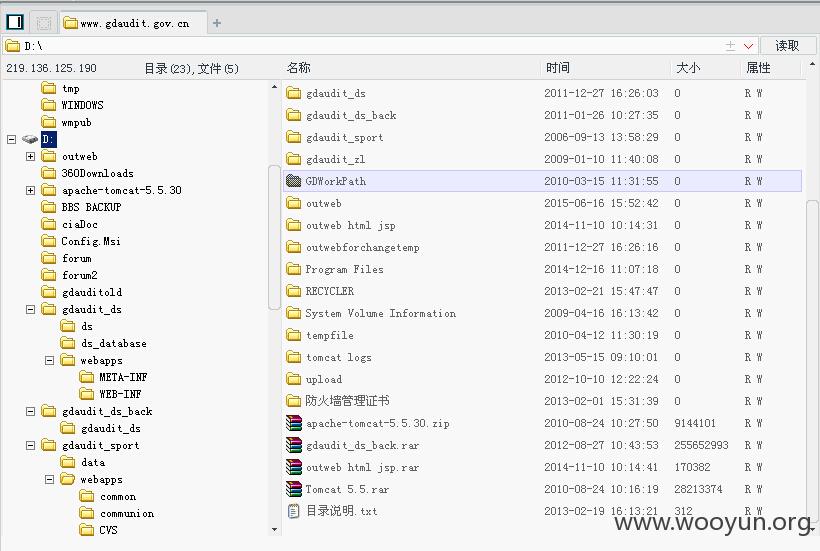 www.gdaudit.gov.cn
D:\ 读取
219.136.125.190 目录(23),文件(5) 名称 时间 大小 属性
tmp
WINDOWS
wmpub
D:
outweb
360Downloads
apache-tomcat-5.5.30
BBS BACKUP
ciaDoc
Config.Msi
forum
forum2
gdauditold
gdaudit_ds
ds
ds_database
webapps
META-INF
WEB-INF
gdaudit_ds_back
gdaudit_ds
gdaudit_sport
data
webapps
common
communion
CVS
gdaudit_ds 2011-12-27 16:26:03 0 R W
gdaudit_ds_back 2011-01-26 10:27:35 0 R W
gdaudit_sport 2006-09-13 13:58:29 0 R W
gdaudit_zl 2009-01-10 11:40:08 0 R W
GDWorkPath 2010-03-15 11:31:55 0 R W
outweb 2015-06-16 15:52:42 0 R W
outweb html jsp 2014-11-10 10:14:31 0 R W
outwebforchangetemp 2011-12-27 16:26:16 0 R W
Program Files 2014-12-16 11:07:18 0 R W
RECYCLER 2013-02-21 15:47:47 0 R W
System Volume Information 2009-04-16 16:13:42 0 R W
tempfile 2010-04-12 11:30:19 0 R W
tomcat logs 2013-05-15 09:10:01 0 R W
upload 2012-10-10 12:22:24 0 R W
防火墙管理证书 2013-02-01 15:31:39 0 R W
apache-tomcat-5.5.30.zip 2010-08-24 10:27:50 9144101 R W
gdaudit_ds_back.rar 2012-08-27 10:43:53 255652993 R W
outweb html jsp.rar 2014-11-10 10:14:41 170382 R W
Tomcat 5.5.rar 2010-08-24 10:16:19 28213374 R W
目录说明.txt 2013-02-19 16:13:21 312 R W
www.wooyun.org